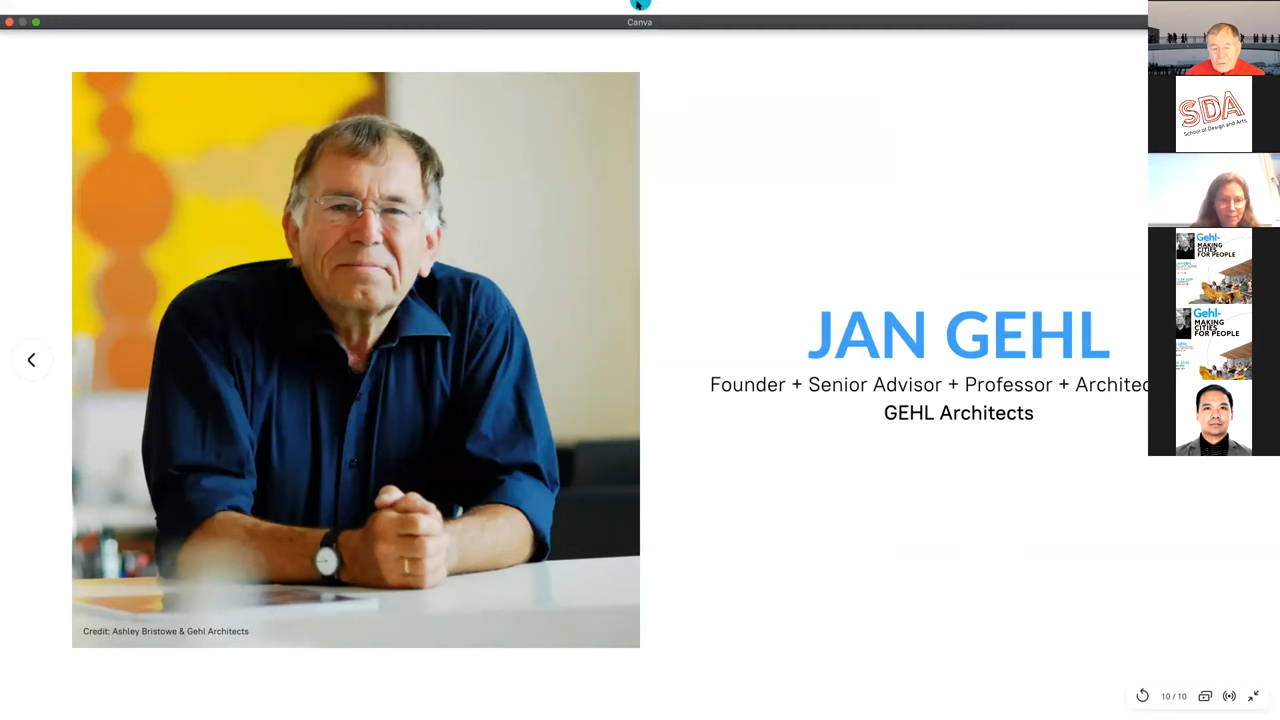 Canva
JAN GEHL
Founder + Senior Advisor + Professor + Architec
GEHL Architects
Credit: Ashley Bristowe & Gehl Architects
10 / 10
SDA
School of Design and Arts
Gehl-
MAKING
CITIES
FOR PEOPLE
Gehl-
MAKING
CITIES
FOR PEOPLE